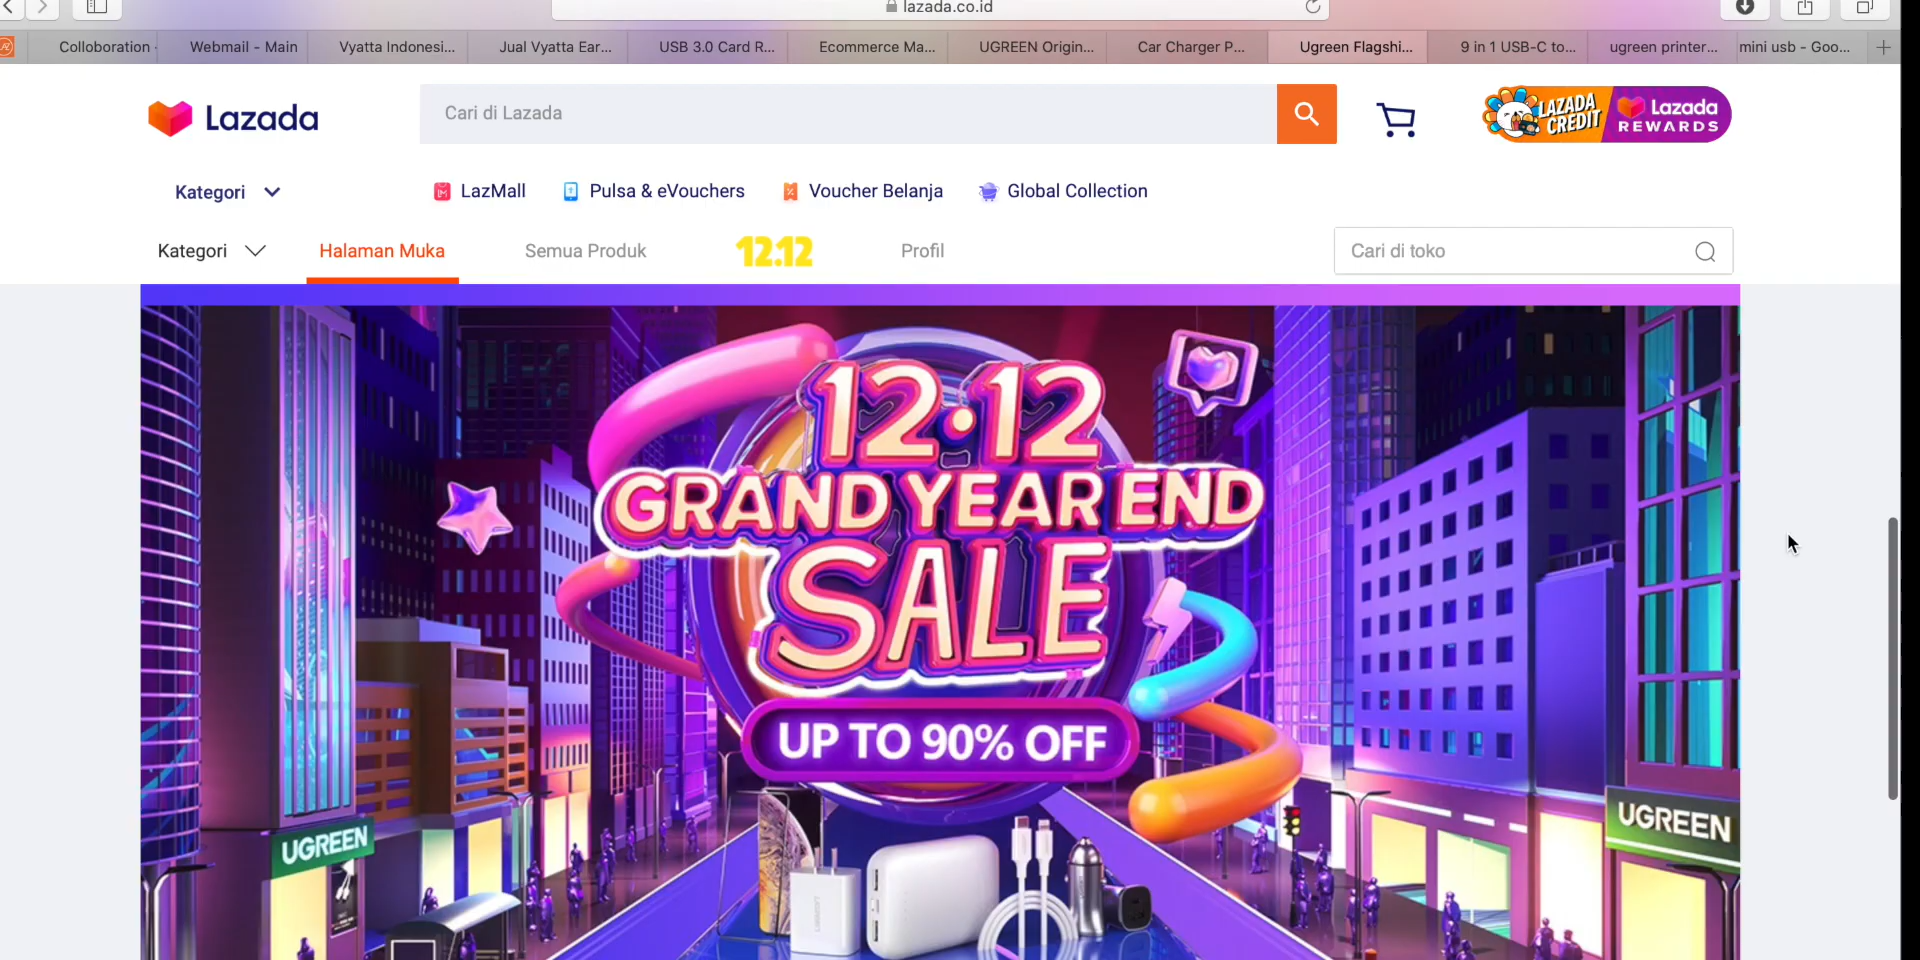 lazada.co.id
Colloboration -
Webmail - Main
Vyatta Indonesi...
Jual Vyatta Ear...
USB 3.0 Card R...
Ecommerce Ma...
UGREEN Origin...
Car Charger P...
Ugreen Flagshi...
9 in 1 USB-C to...
ugreen printer...
mini usb - Goo...
Lazada
Cari di Lazada
LAZADA
CREDIT
Lazada
REWARDS
Kategori
LazMall
Pulsa & eVouchers
Voucher Belanja
Global Collection
Kategori
Halaman Muka
Semua Produk
12.12
Profil
Cari di toko
12.12
GRAND YEAR END
SALE
UP TO 90% OFF
UGREEN
UGREEN
UGREEN